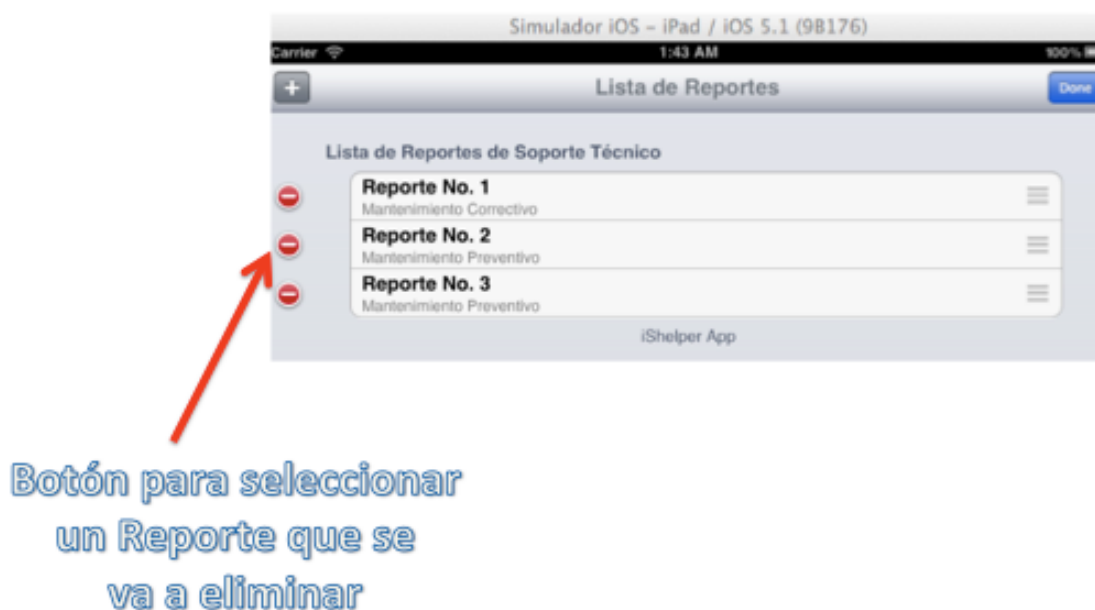 Simulador iOS – iPad / iOS 5.1 (9B176)
Carrier 1:43 AM 100%
+ Lista de Reportes Done
Lista de Reportes de Soporte Técnico
Reporte No. 1
Mantenimiento Correctivo
Reporte No. 2
Mantenimiento Preventivo
Reporte No. 3
Mantenimiento Preventivo
iShelper App
Botón para seleccionar
un Reporte que se
va a eliminar